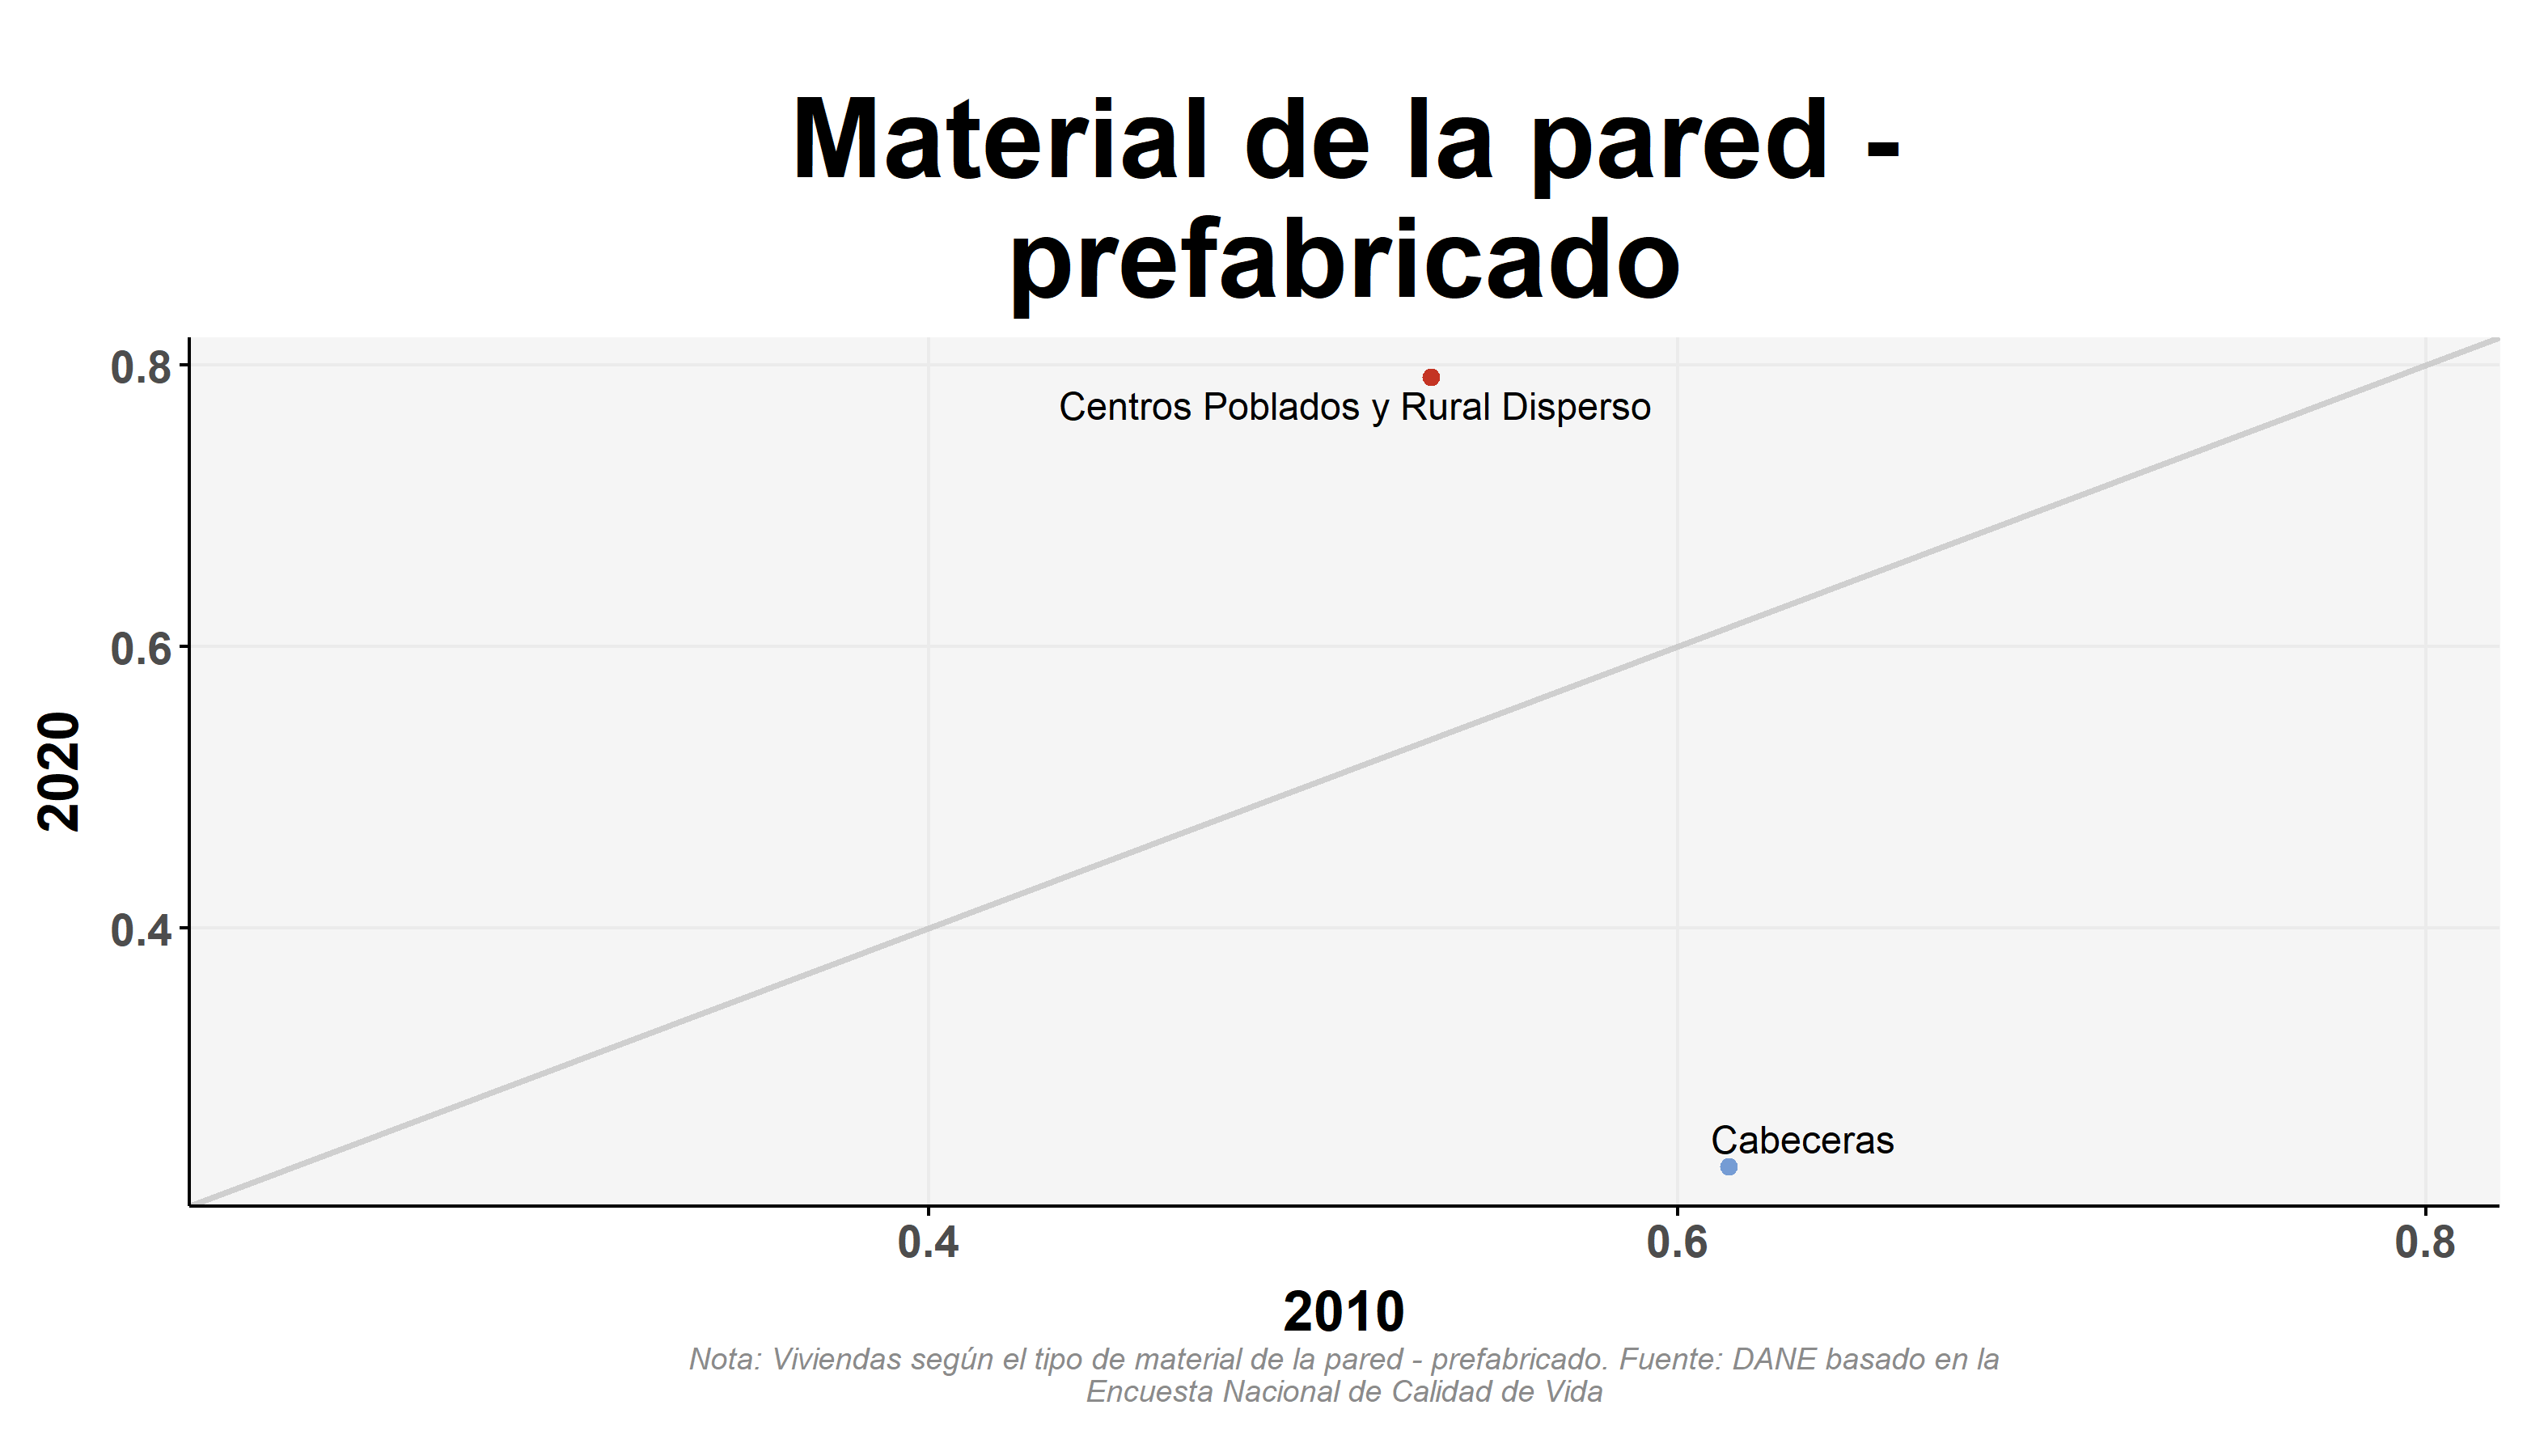 Material de la pared -
prefabricado
0.8
Centros Poblados y Rural Disperso
0.6
2020
0.4
Cabeceras
0.4
0.6
0.8
2010
Nota: Viviendas según el tipo de material de la pared - prefabricado. Fuente: DANE basado en la
Encuesta Nacional de Calidad de Vida